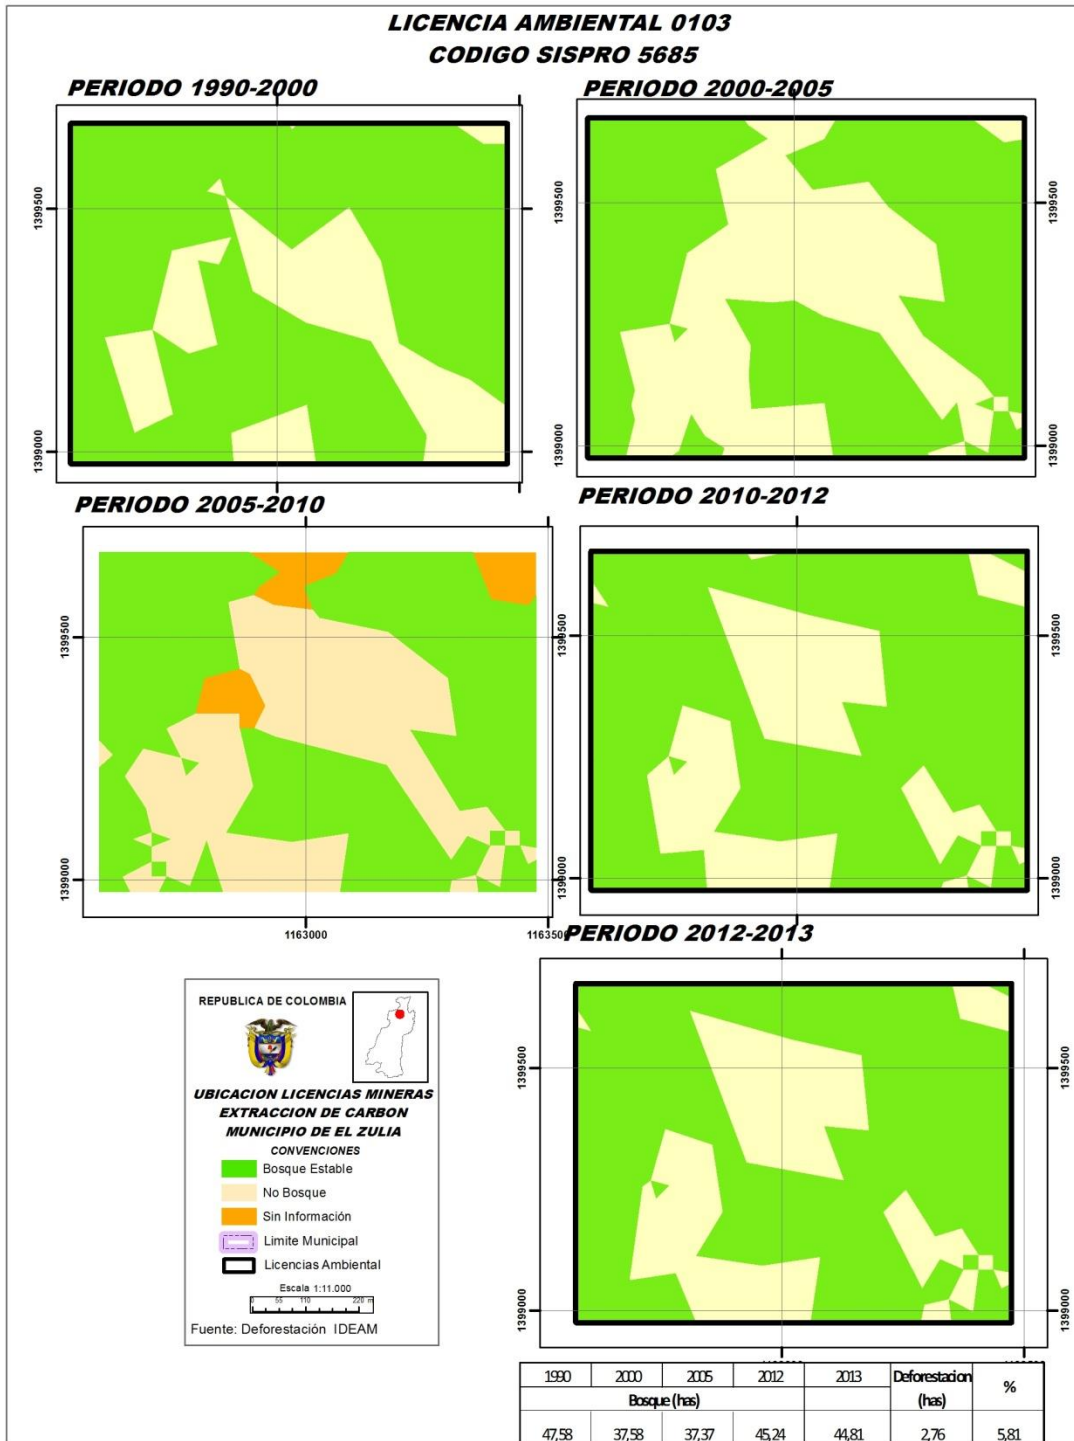 LICENCIA AMBIENTAL 0103
CODIGO SISPRO 5685
PERIODO 1990-2000
PERIODO 2000-2005
1399500
1399000
1399500
1399000
1399500
1399000
PERIODO 2005-2010
PERIODO 2010-2012
1399500
1399000
1399500
1399000
1399500
1399000
1163000
1163500
PERIODO 2012-2013
1399500
1399000
1399500
1399000
REPUBLICA DE COLOMBIA
UBICACION LICENCIAS MINERAS
EXTRACCION DE CARBON
MUNICIPIO DE EL ZULIA
CONVENCIONES
Bosque Estable
No Bosque
Sin Información
Limite Municipal
Licencias Ambiental
Escala 1:11.000
0 55 110 220 m
Fuente: Deforestación IDEAM
1990 2000 2005 2012 2013 Deforestacion (has) %
Bosque (has)
47,58 37,58 37,37 45,24 44,81 2,76 5,81